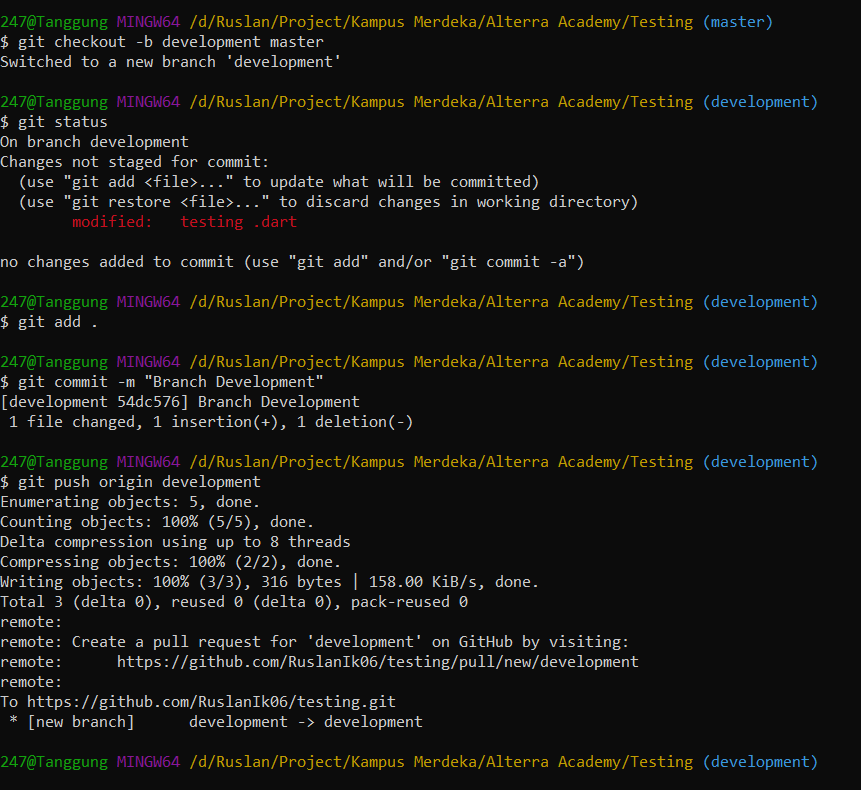 247@Tanggung MINGW64 /d/Ruslan/Project/Kampus Merdeka/Alterra Academy/Testing (master)
$ git checkout -b development master
Switched to a new branch 'development'
247@Tanggung MINGW64 /d/Ruslan/Project/Kampus Merdeka/Alterra Academy/Testing (development)
$ git status
On branch development
Changes not staged for commit:
  (use "git add <file>..." to update what will be committed)
  (use "git restore <file>..." to discard changes in working directory)
        modified:   testing .dart
no changes added to commit (use "git add" and/or "git commit -a")
247@Tanggung MINGW64 /d/Ruslan/Project/Kampus Merdeka/Alterra Academy/Testing (development)
$ git add .
247@Tanggung MINGW64 /d/Ruslan/Project/Kampus Merdeka/Alterra Academy/Testing (development)
$ git commit -m "Branch Development"
[development 54dc576] Branch Development
 1 file changed, 1 insertion(+), 1 deletion(-)
247@Tanggung MINGW64 /d/Ruslan/Project/Kampus Merdeka/Alterra Academy/Testing (development)
$ git push origin development
Enumerating objects: 5, done.
Counting objects: 100% (5/5), done.
Delta compression using up to 8 threads
Compressing objects: 100% (2/2), done.
Writing objects: 100% (3/3), 316 bytes | 158.00 KiB/s, done.
Total 3 (delta 0), reused 0 (delta 0), pack-reused 0
remote:
remote: Create a pull request for 'development' on GitHub by visiting:
remote:      https://github.com/RuslanIk06/testing/pull/new/development
remote:
To https://github.com/RuslanIk06/testing.git
 * [new branch]      development -> development
247@Tanggung MINGW64 /d/Ruslan/Project/Kampus Merdeka/Alterra Academy/Testing (development)